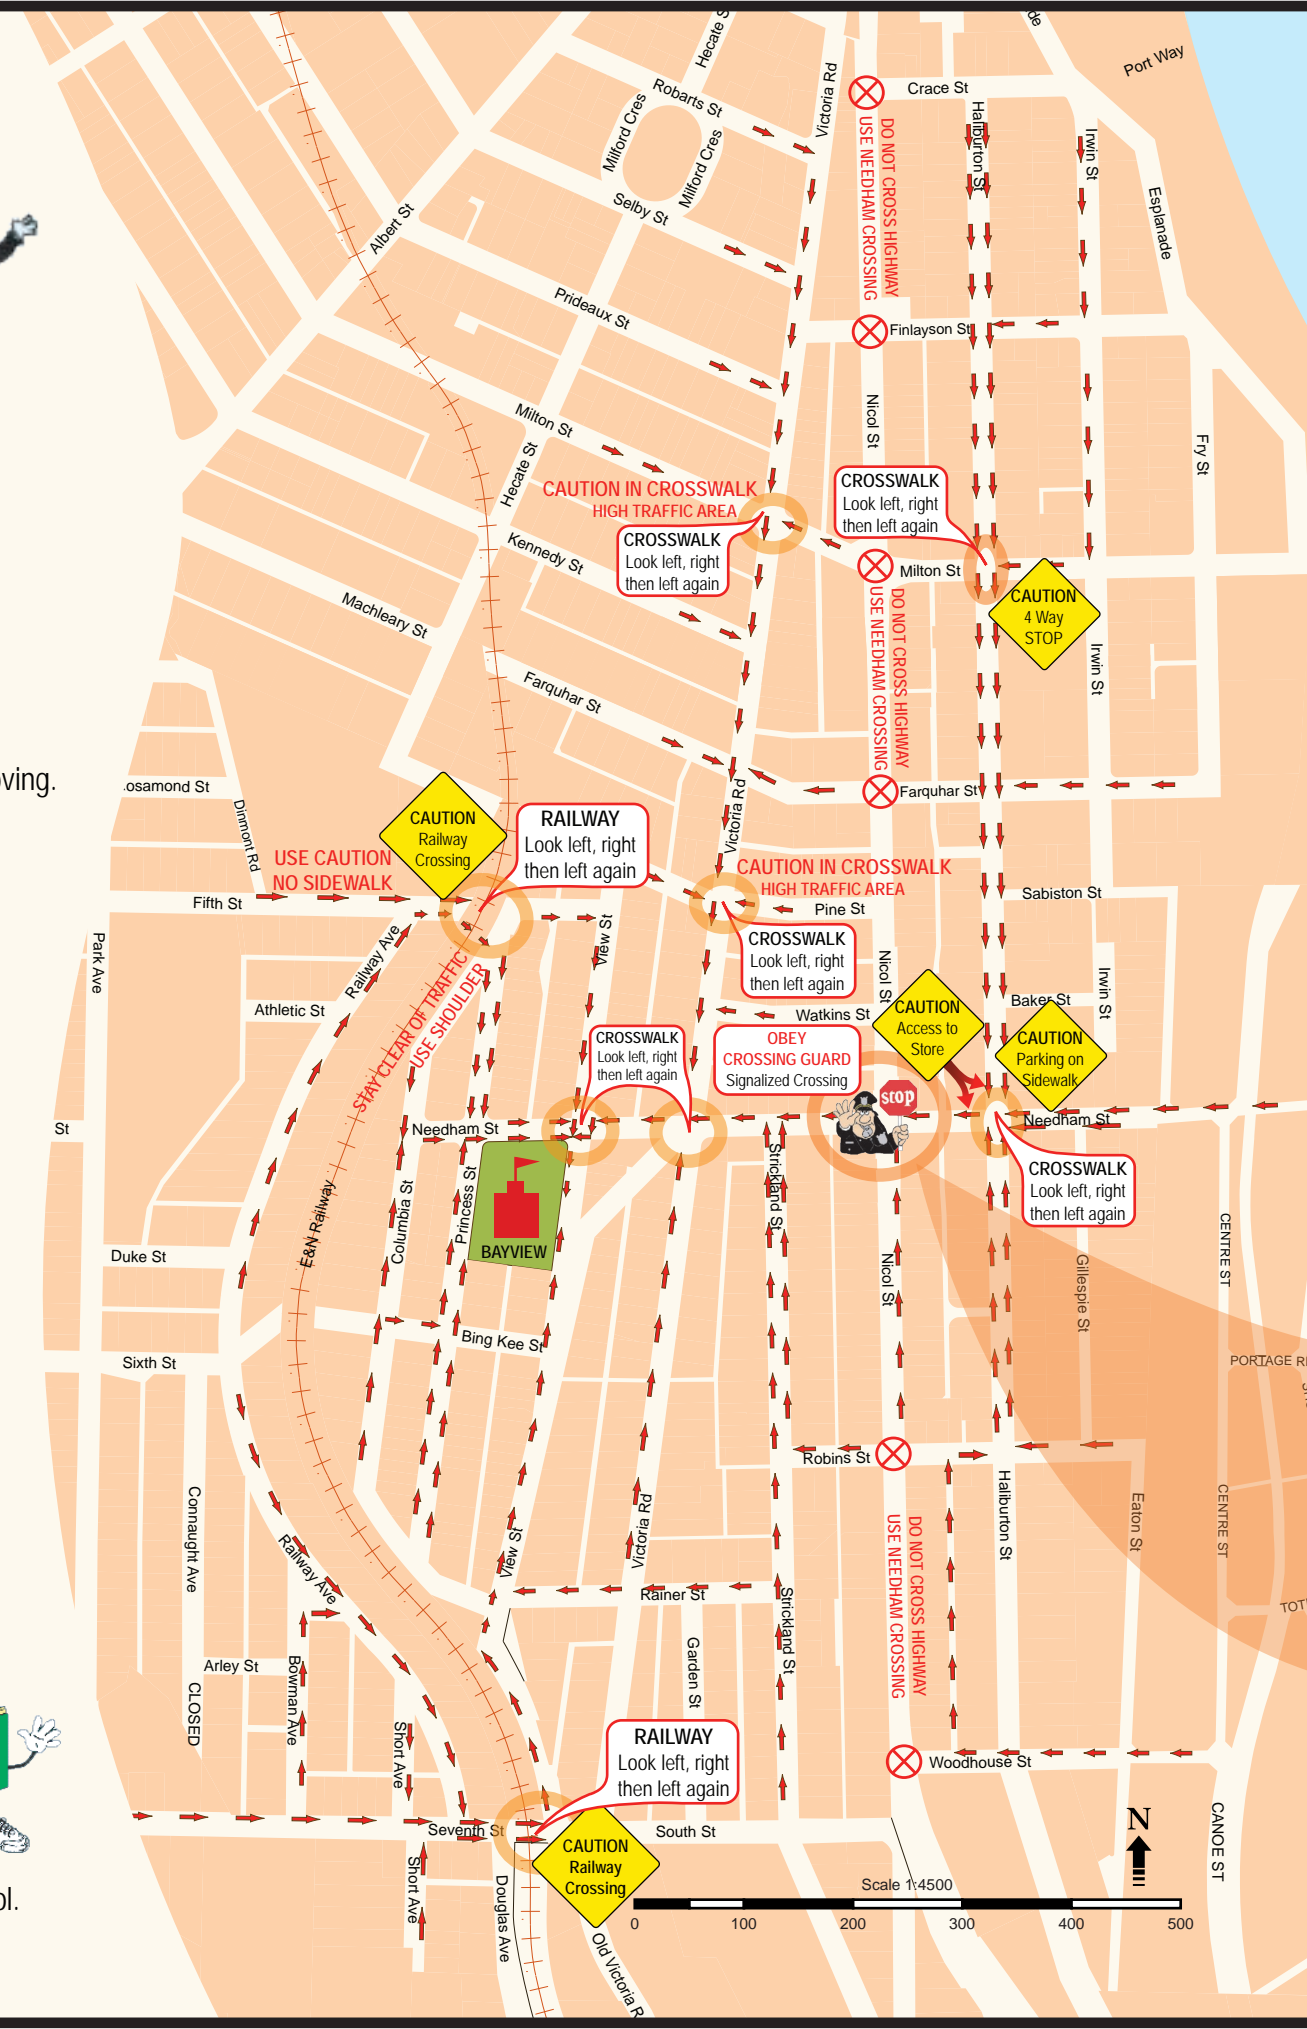 Hecate S
de
Port Way
Robarts St
Victoria Rd
Crace St
Milford Cres
Milford Cres
Haliburton St
Irwin St
DO NOT CROSS HIGHWAY
USE NEEDHAM CROSSING
Selby St
Albert St
Esplanade
Prideaux St
Finlayson St
Milton St
Nicol St
Hecate St
Fry St
CAUTION IN CROSSWALK
HIGH TRAFFIC AREA
CROSSWALK
Look left, right
then left again
CROSSWALK
Look left, right
then left again
Kennedy St
Milton St
CAUTION
4 Way
STOP
Machleary St
DO NOT CROSS HIGHWAY
USE NEEDHAM CROSSING
Irwin St
Farquhar St
oving.
osamond St
Dinmont Rd
Farquhar St
Victoria Rd
CAUTION
Railway
Crossing
RAILWAY
Look left, right
then left again
USE CAUTION
NO SIDEWALK
CAUTION IN CROSSWALK
HIGH TRAFFIC AREA
Fifth St
Pine St
Sabiston St
Park Ave
Railway Ave
View St
CROSSWALK
Look left, right
then left again
Nicol St
Irwin St
Athletic St
STAY CLEAR OF TRAFFIC
USE SHOULDER
Watkins St
Baker St
CAUTION
Access to
Store
CAUTION
Parking on
Sidewalk
CROSSWALK
Look left, right
then left again
OBEY
CROSSING GUARD
Signalized Crossing
stop
St
Needham St
Needham St
CROSSWALK
Look left, right
then left again
Strickland St
Princess St
Columbia St
E&N Railway
BAYVIEW
Duke St
Nicol St
Gillespie St
CENTRE ST
Bing Kee St
Sixth St
PORTAGE R
Robins St
Connaught Ave
Railway Ave
View St
Victoria Rd
Haliburton St
Eaton St
CENTRE ST
DO NOT CROSS HIGHWAY
USE NEEDHAM CROSSING
Rainer St
Strickland St
TOT
Arley St
Bowman Ave
CLOSED
Garden St
Short Ave
RAILWAY
Look left, right
then left again
Woodhouse St
Seventh St
South St
N
CANOE ST
CAUTION
Railway
Crossing
Short Ave
Douglas Ave
Old Victoria R
ol.
Scale 1:4500
0 100 200 300 400 500